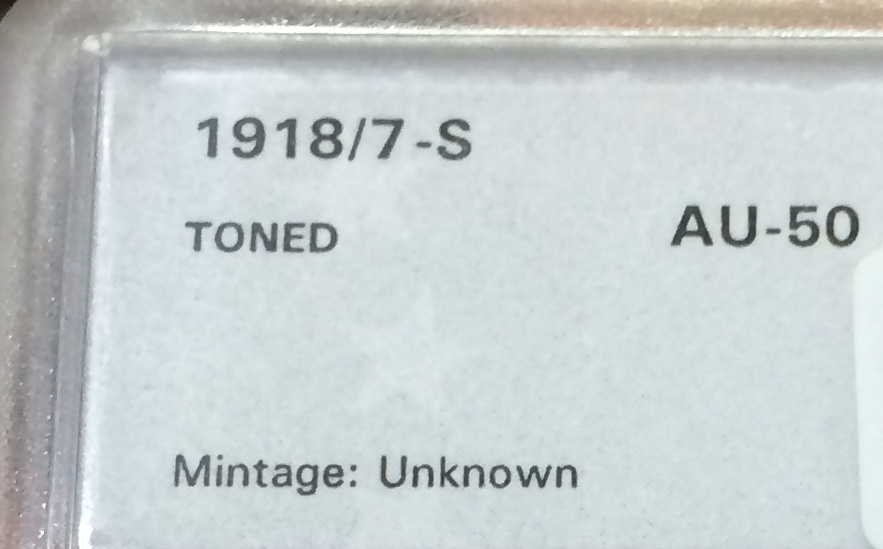 1918/7-S
TONED AU-50
Mintage: Unknown